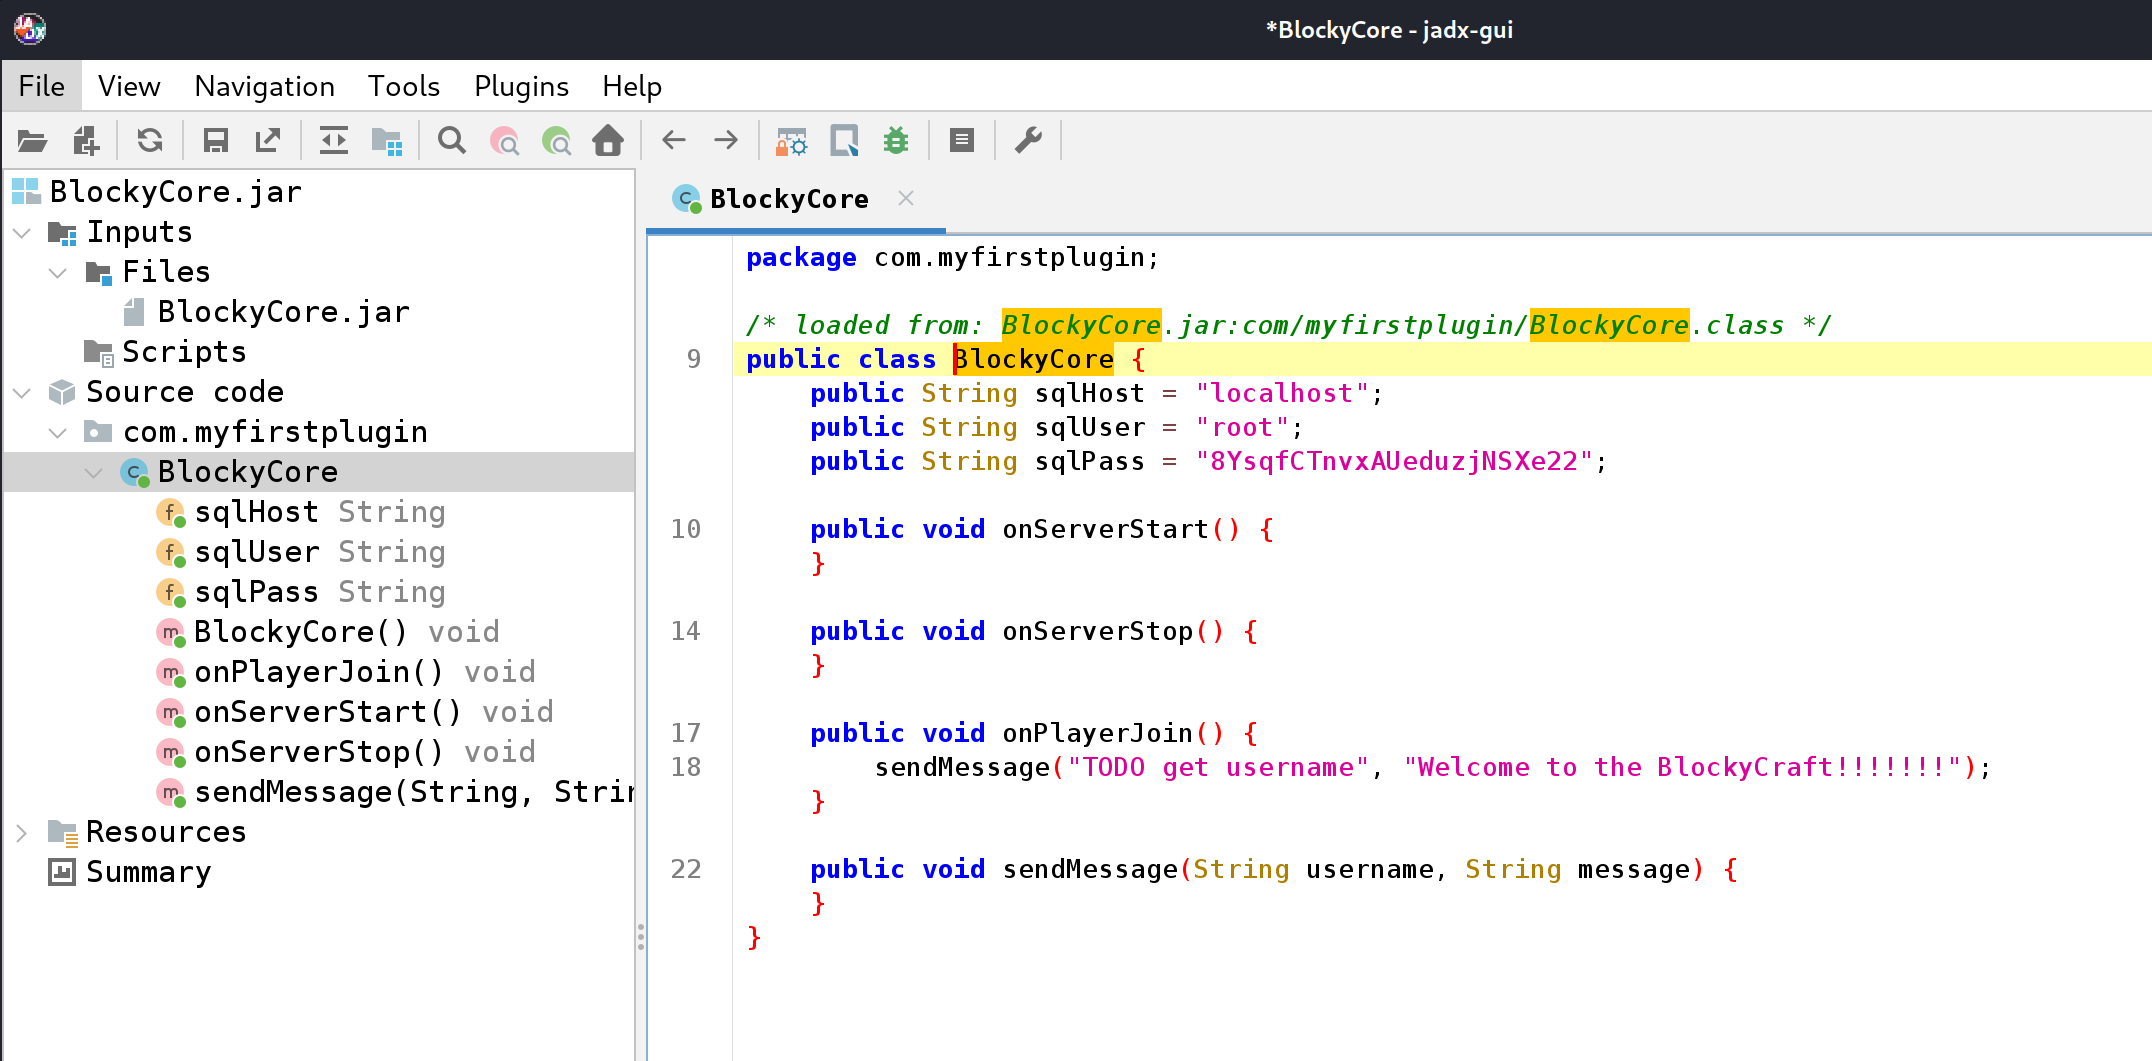 *BlockyCore - jadx-gui
File View Navigation Tools Plugins Help
BlockyCore.jar
Inputs
Files
BlockyCore.jar
Scripts
Source code
com.myfirstplugin
BlockyCore
sqlHost String
sqlUser String
sqlPass String
BlockyCore() void
onPlayerJoin() void
onServerStart() void
onServerStop() void
sendMessage(String, Strin
Resources
Summary
BlockyCore
package com.myfirstplugin;
/* loaded from: BlockyCore.jar:com/myfirstplugin/BlockyCore.class */
9 public class BlockyCore {
public String sqlHost = "localhost";
public String sqlUser = "root";
public String sqlPass = "8YsqfCTnvxAUeduzjNSXe22";
10 public void onServerStart() {
}
14 public void onServerStop() {
}
17 public void onPlayerJoin() {
18 sendMessage("TODO get username", "Welcome to the BlockyCraft!!!!!!!");
}
22 public void sendMessage(String username, String message) {
}
}